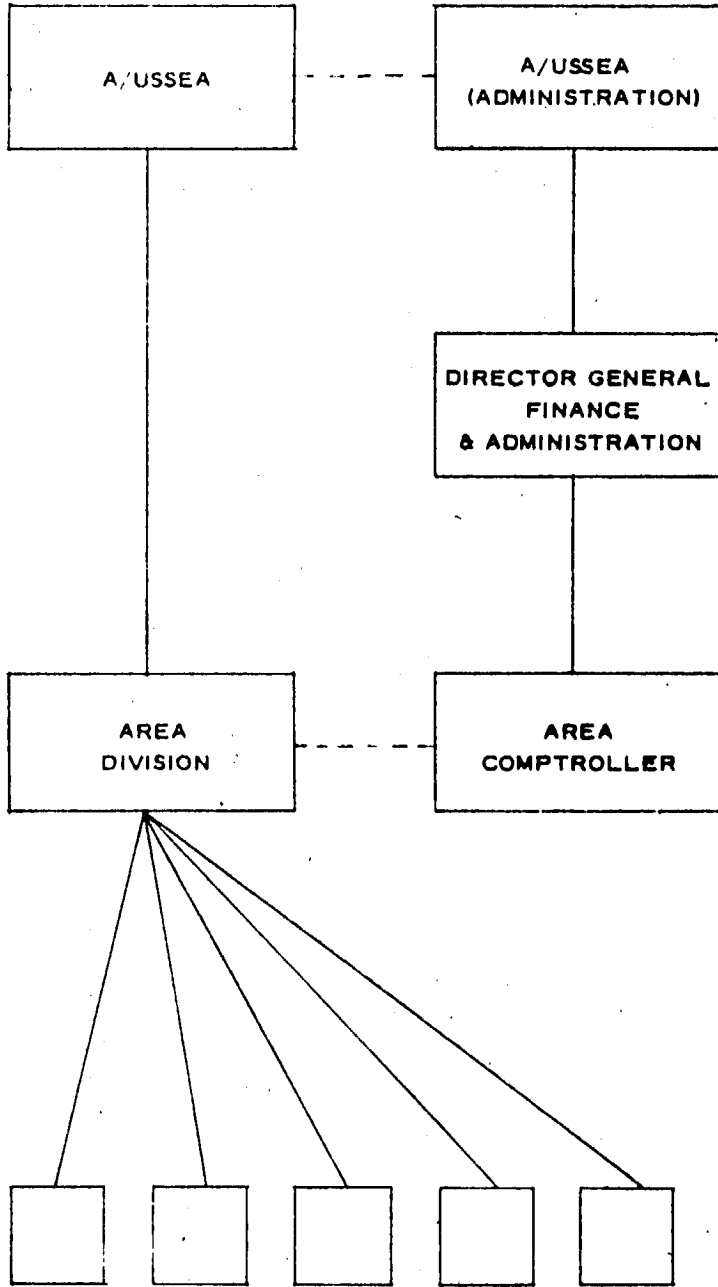 A/USSEA
A/USSEA
(ADMINISTRATION)
DIRECTOR GENERAL
FINANCE
& ADMINISTRATION
AREA
DIVISION
AREA
COMPTROLLER